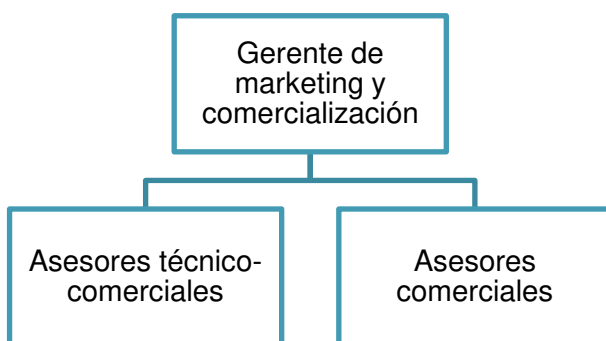 Gerente de
marketing y
comercialización
Asesores técnico-
comerciales
Asesores
comerciales